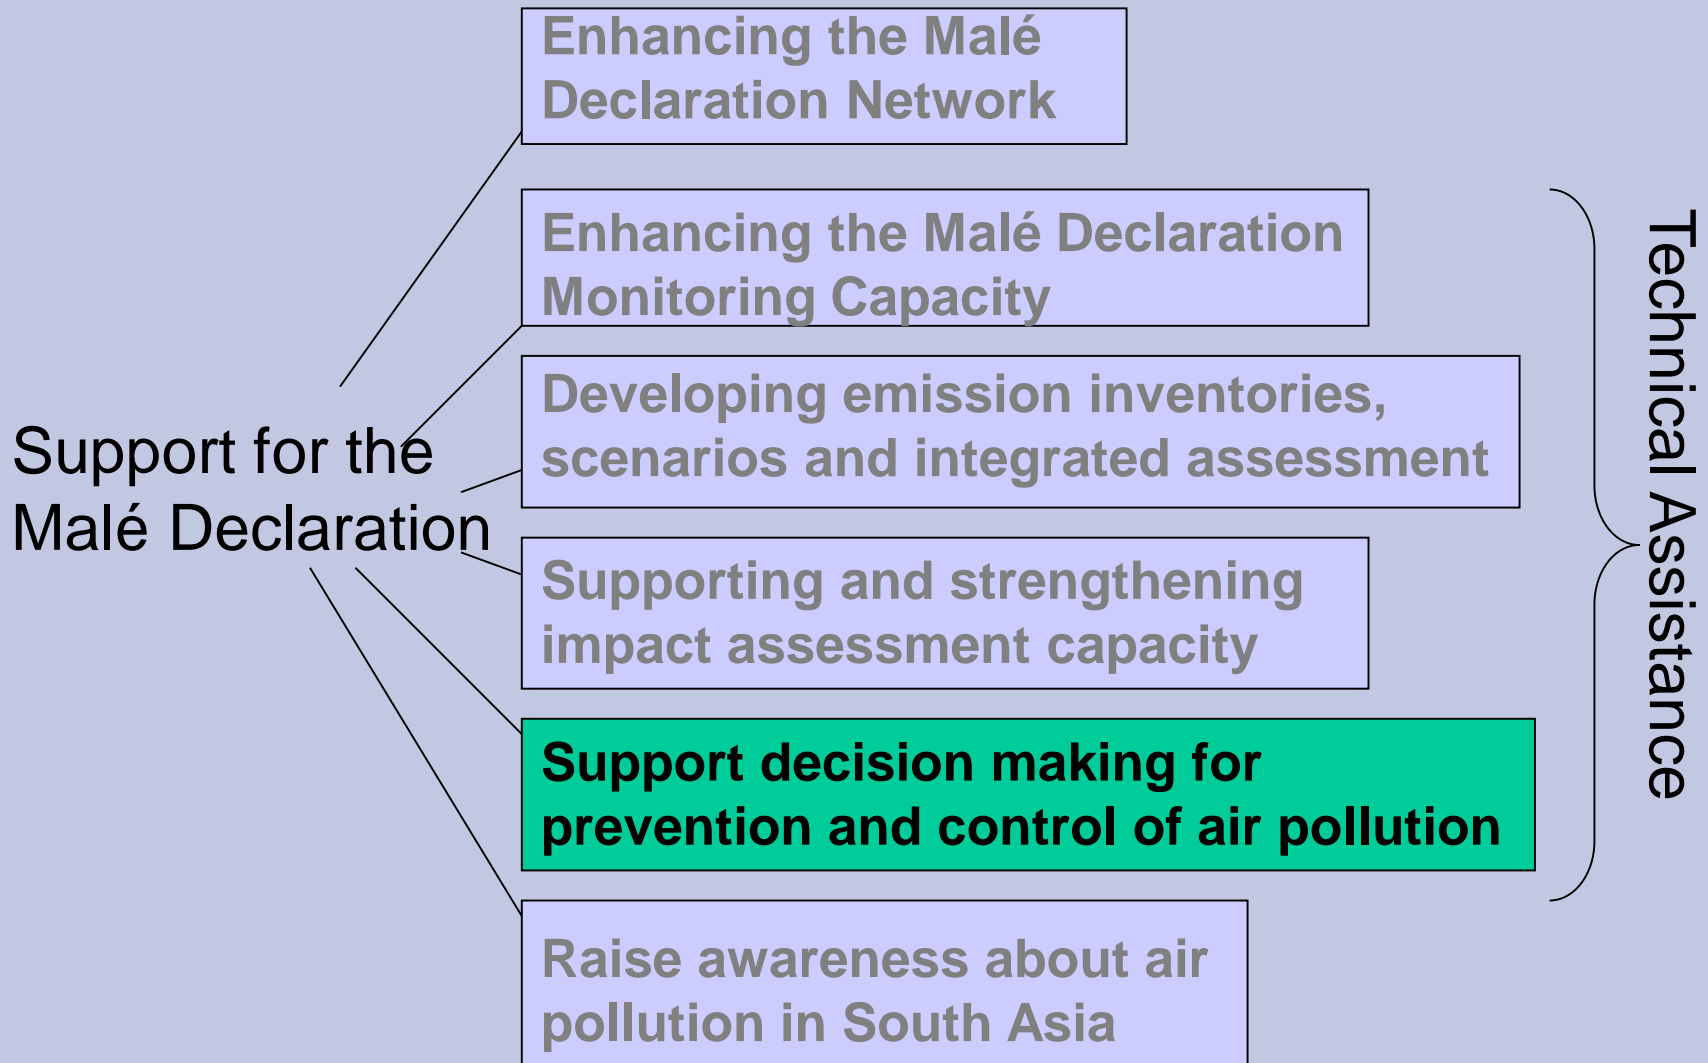 Enhancing the Malé
Declaration Network
Enhancing the Malé Declaration
Monitoring Capacity
Developing emission inventories,
scenarios and integrated assessment
Support for the
Malé Declaration
Supporting and strengthening
impact assessment capacity
Support decision making for
prevention and control of air pollution
Raise awareness about air
pollution in South Asia
Technical Assistance